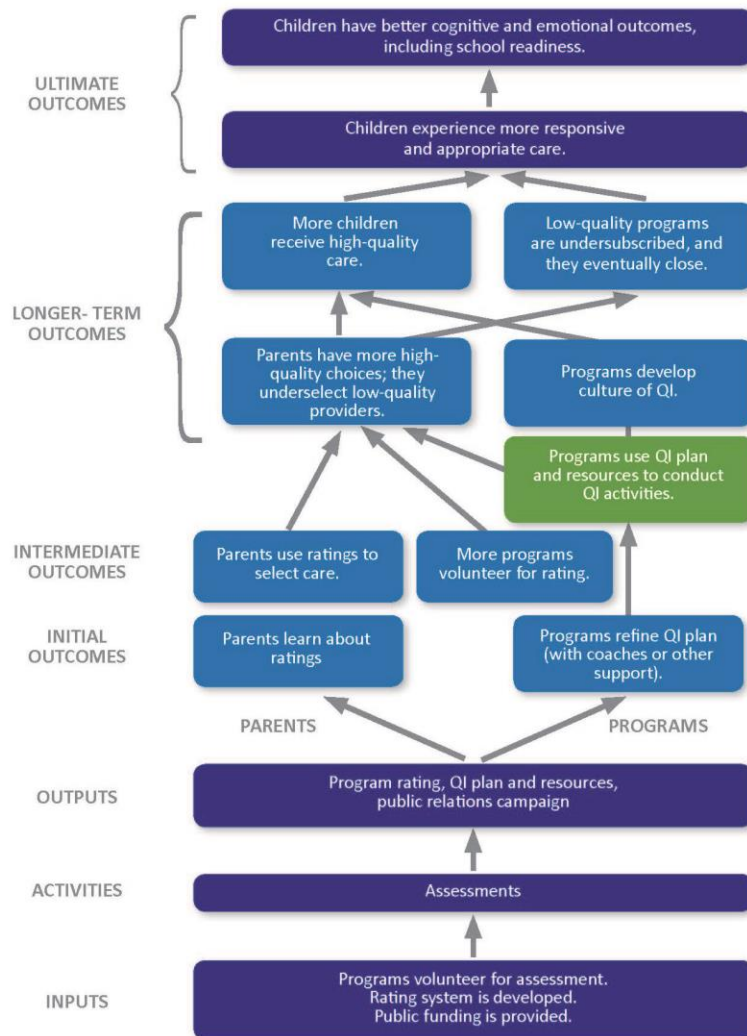 Children have better cognitive and emotional outcomes,
including school readiness.
ULTIMATE
OUTCOMES
Children experience more responsive
and appropriate care.
More children
receive high-quality
care.
Low-quality programs
are undersubscribed, and
they eventually close.
LONGER- TERM
OUTCOMES
Parents have more high-
quality choices; they
underselect low-quality
providers.
Programs develop
culture of QI.
Programs use QI plan
and resources to conduct
QI activities.
INTERMEDIATE
OUTCOMES
Parents use ratings to
select care.
More programs
volunteer for rating.
INITIAL
OUTCOMES
Parents learn about
ratings
Programs refine QI plan
(with coaches or other
support).
PARENTS
PROGRAMS
OUTPUTS
Program rating, QI plan and resources,
public relations campaign
ACTIVITIES
Assessments
INPUTS
Programs volunteer for assessment.
Rating system is developed.
Public funding is provided.